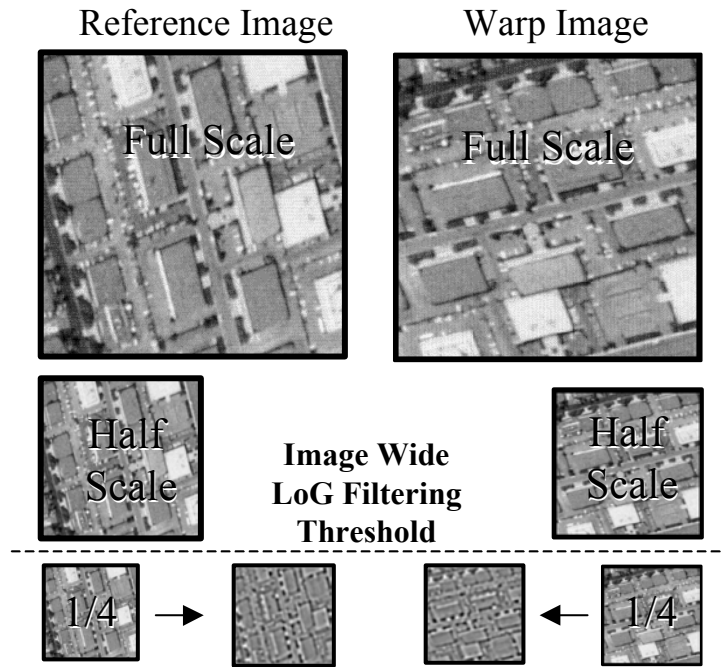 Reference Image
Warp Image
Full Scale
Full Scale
Half
Scale
Half
Scale
Image Wide
LoG Filtering
Threshold
1/4
1/4